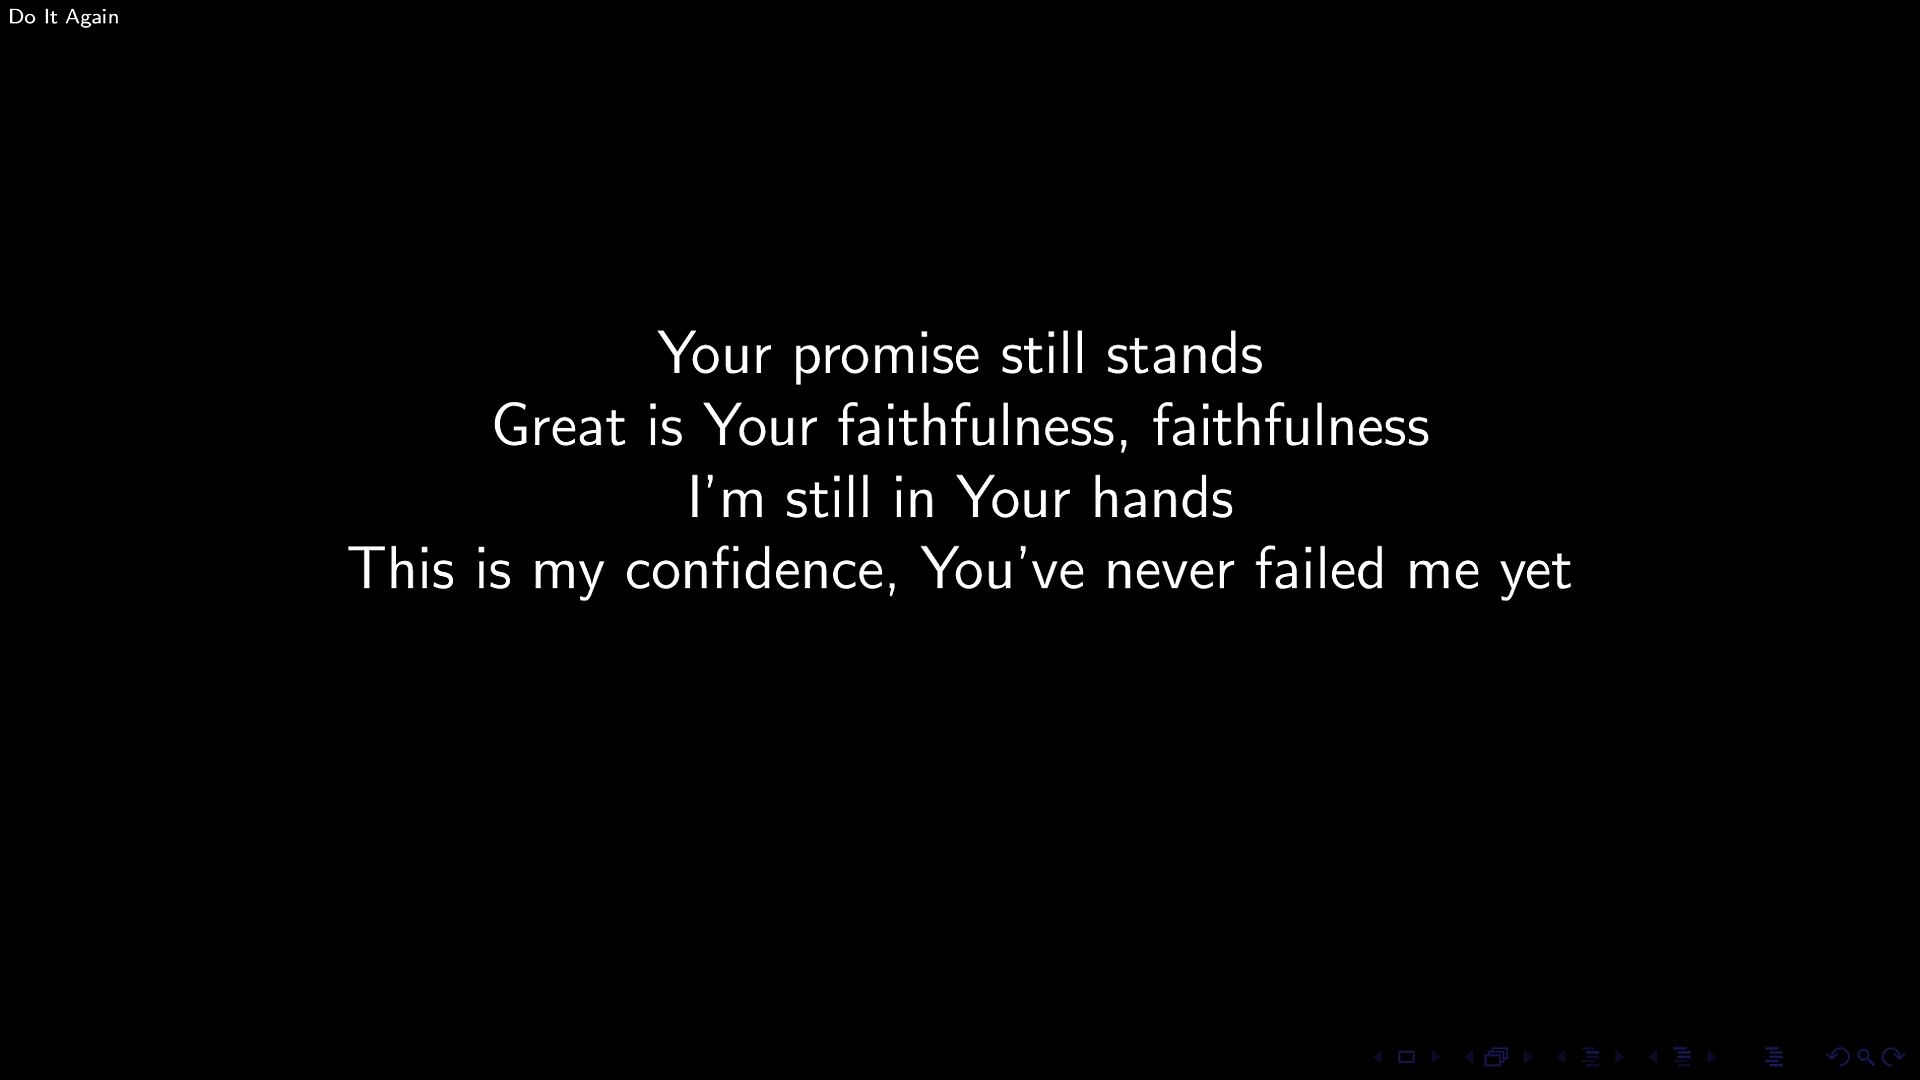 Do It Again
Your promise still stands
Great is Your faithfulness, faithfulness
I'm still in Your hands
This is my confidence, You've never failed me yet